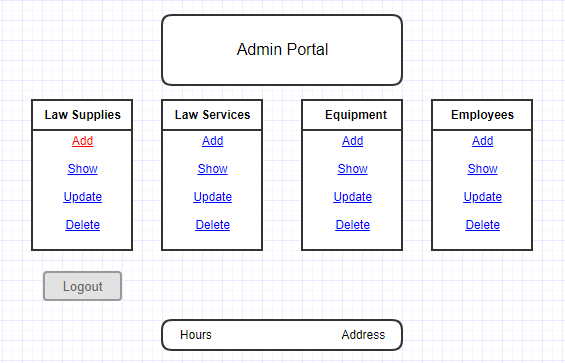 Admin Portal
Law Supplies
Add
Show
Update
Delete
Law Services
Add
Show
Update
Delete
Equipment
Add
Show
Update
Delete
Employees
Add
Show
Update
Delete
Logout
Hours
Address